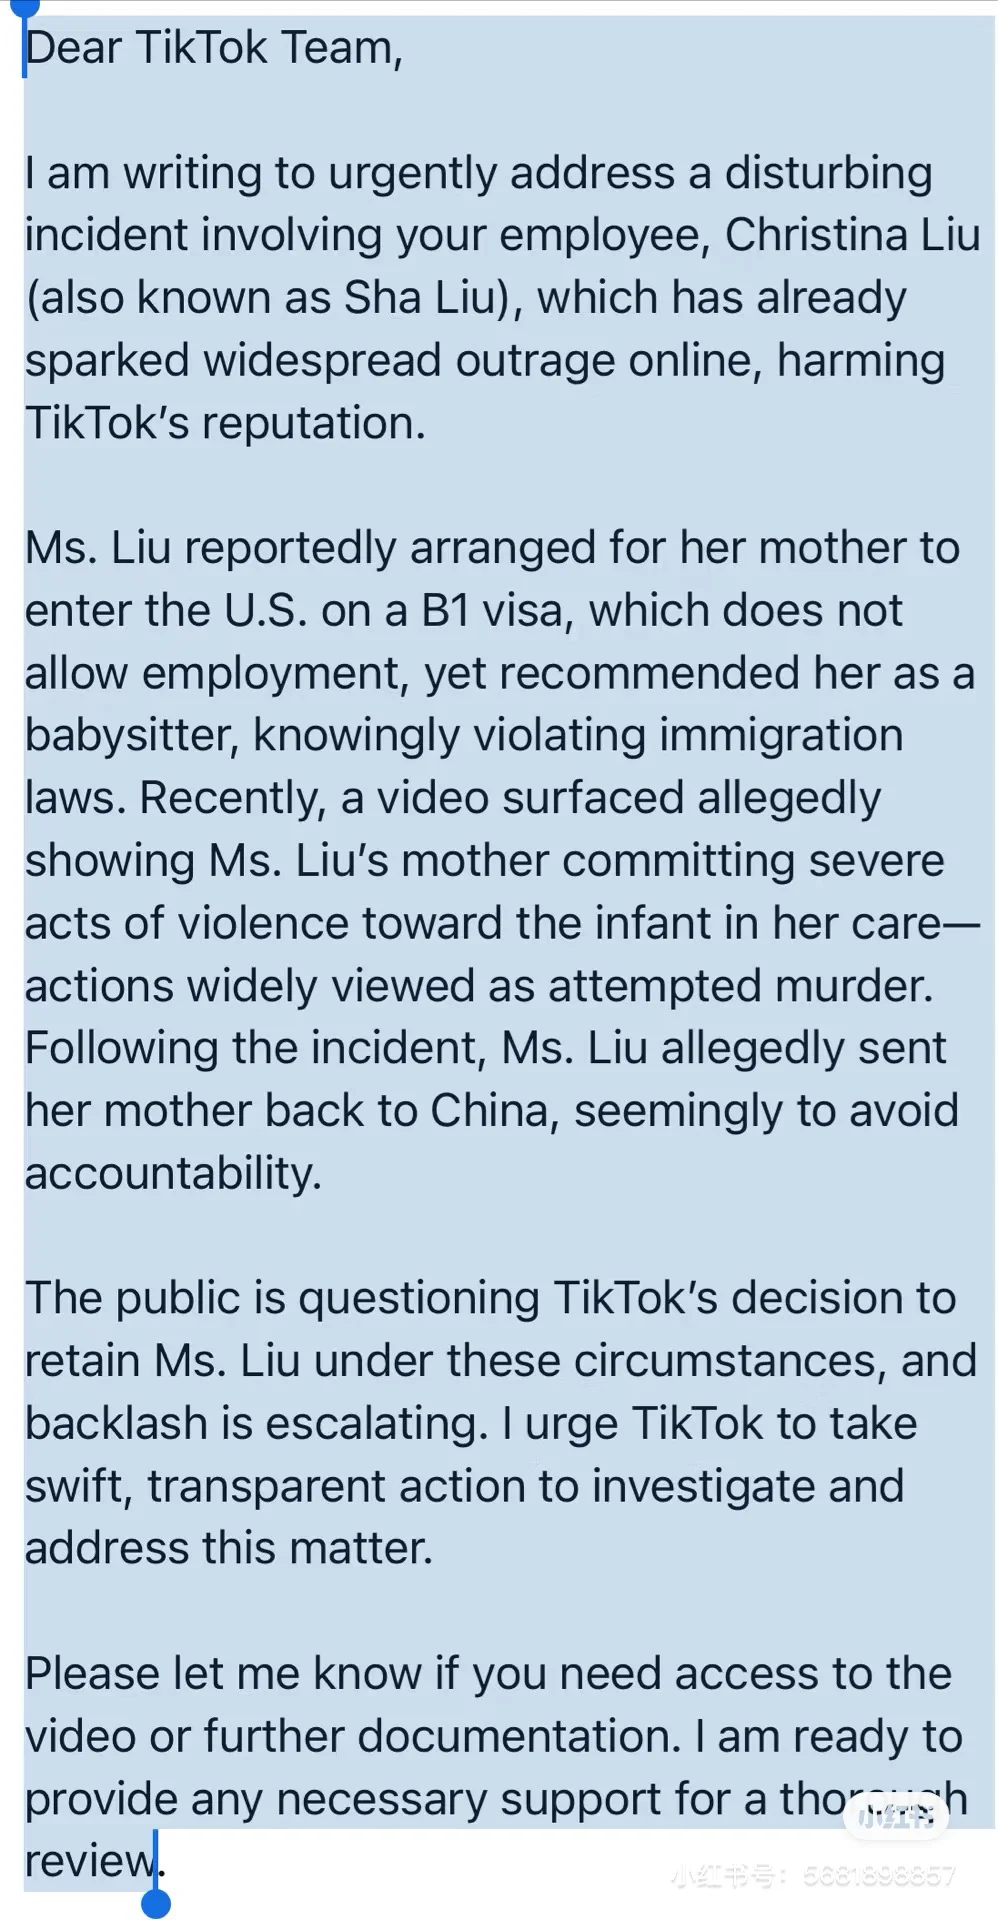 Dear TikTok Team,
I am writing to urgently address a disturbing
incident involving your employee, Christina Liu
(also known as Sha Liu), which has already
sparked widespread outrage online, harming
TikTok’s reputation.
Ms. Liu reportedly arranged for her mother to
enter the U.S. on a B1 visa, which does not
allow employment, yet recommended her as a
babysitter, knowingly violating immigration
laws. Recently, a video surfaced allegedly
showing Ms. Liu’s mother committing severe
acts of violence toward the infant in her care—
actions widely viewed as attempted murder.
Following the incident, Ms. Liu allegedly sent
her mother back to China, seemingly to avoid
accountability.
The public is questioning TikTok’s decision to
retain Ms. Liu under these circumstances, and
backlash is escalating. I urge TikTok to take
swift, transparent action to investigate and
address this matter.
Please let me know if you need access to the
video or further documentation. I am ready to
provide any necessary support for a thorough
review.
小红书
小红书号：5681898857